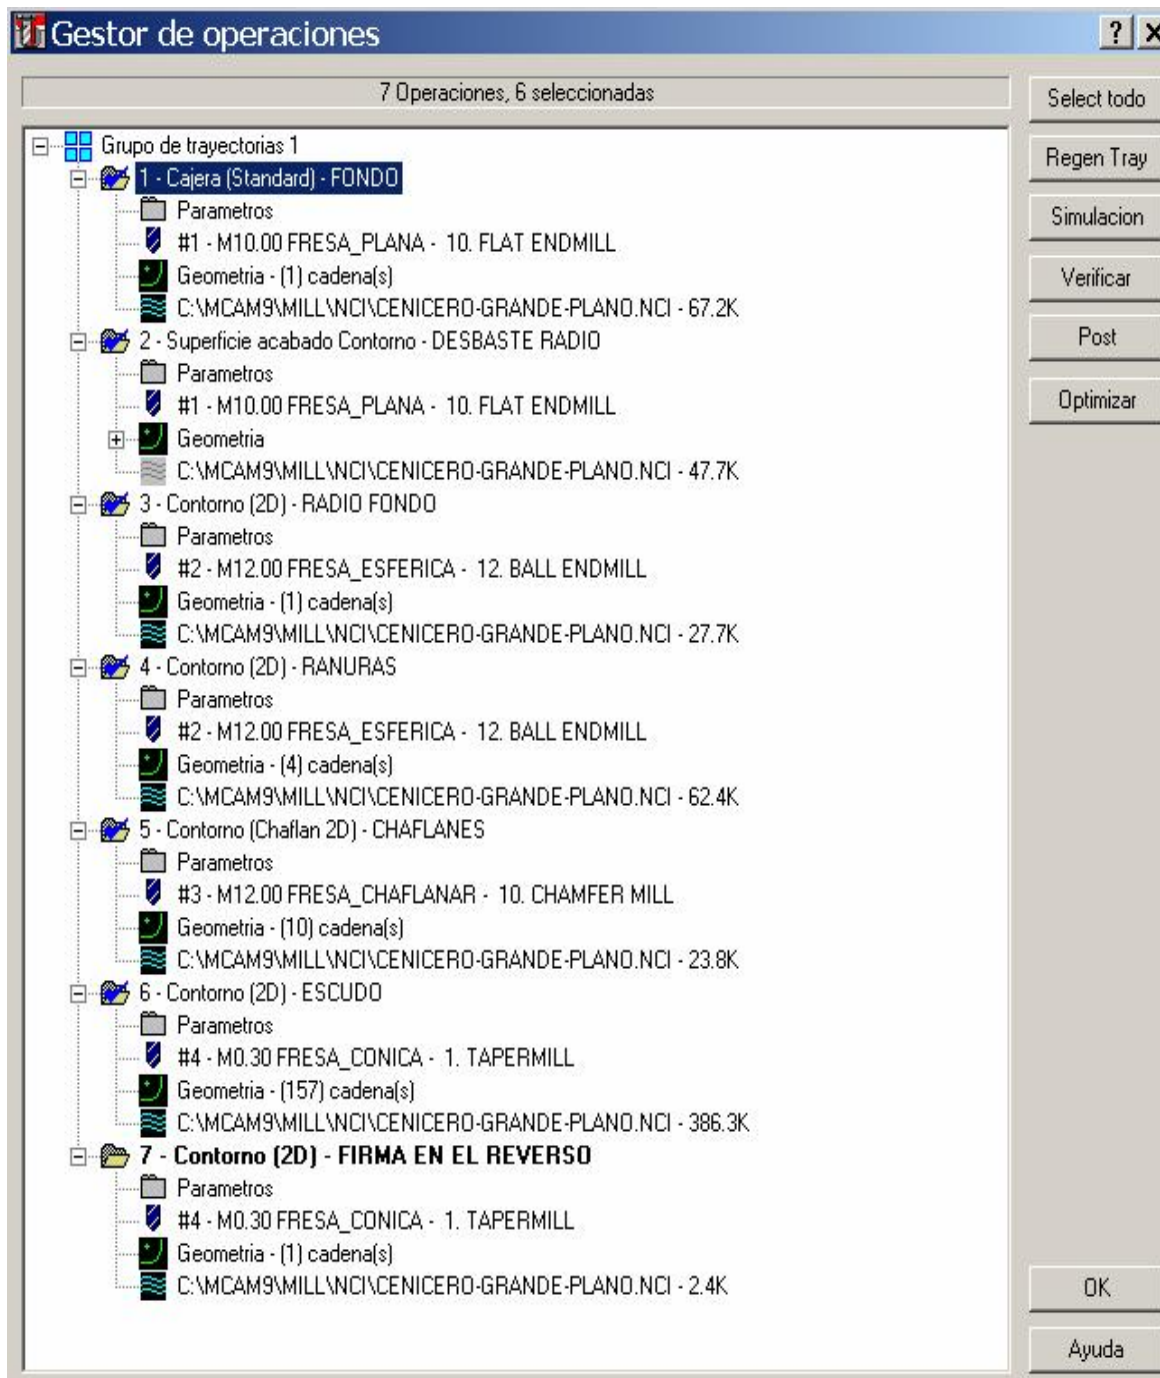 Gestor de operaciones
7 Operaciones, 6 seleccionadas
Select todo
Regen Tray
Simulacion
Verificar
Post
Optimizar
Grupo de trayectorias 1
1 - Cajera (Standard) - FONDO
Parametros
#1 - M10.00 FRESA_PLANA - 10. FLAT ENDMILL
Geometria - (1) cadena(s)
C:\MCAM9\MILL\NCI\CENICERO-GRANDE-PLANO.NCI - 67.2K
2 - Superficie acabado Contorno - DESBASTE RADIO
Parametros
#1 - M10.00 FRESA_PLANA - 10. FLAT ENDMILL
Geometria
C:\MCAM9\MILL\NCI\CENICERO-GRANDE-PLANO.NCI - 47.7K
3 - Contorno (2D) - RADIO FONDO
Parametros
#2 - M12.00 FRESA_ESFERICA - 12. BALL ENDMILL
Geometria - (1) cadena(s)
C:\MCAM9\MILL\NCI\CENICERO-GRANDE-PLANO.NCI - 27.7K
4 - Contorno (2D) - RANURAS
Parametros
#2 - M12.00 FRESA_ESFERICA - 12. BALL ENDMILL
Geometria - (4) cadena(s)
C:\MCAM9\MILL\NCI\CENICERO-GRANDE-PLANO.NCI - 62.4K
5 - Contorno (Chaflan 2D) - CHAFLANES
Parametros
#3 - M12.00 FRESA_CHAFLANAR - 10. CHAMFER MILL
Geometria - (10) cadena(s)
C:\MCAM9\MILL\NCI\CENICERO-GRANDE-PLANO.NCI - 23.8K
6 - Contorno (2D) - ESCUDO
Parametros
#4 - M0.30 FRESA_CONICA - 1. TAPERMILL
Geometria - (157) cadena(s)
C:\MCAM9\MILL\NCI\CENICERO-GRANDE-PLANO.NCI - 386.3K
7 - Contorno (2D) - FIRMA EN EL REVERSO
Parametros
#4 - M0.30 FRESA_CONICA - 1. TAPERMILL
Geometria - (1) cadena(s)
C:\MCAM9\MILL\NCI\CENICERO-GRANDE-PLANO.NCI - 2.4K
OK
Ayuda